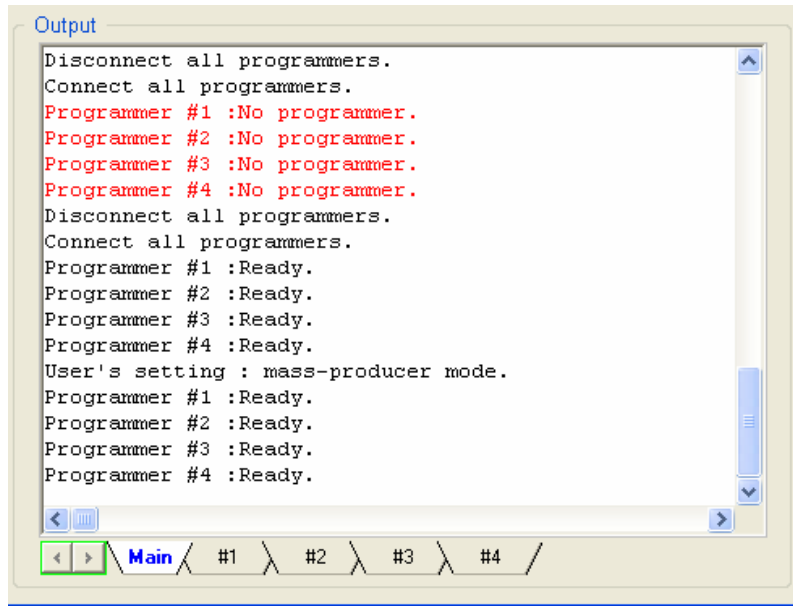 Output
Disconnect all programmers.
Connect all programmers.
Programmer #1 :No programmer.
Programmer #2 :No programmer.
Programmer #3 :No programmer.
Programmer #4 :No programmer.
Disconnect all programmers.
Connect all programmers.
Programmer #1 :Ready.
Programmer #2 :Ready.
Programmer #3 :Ready.
Programmer #4 :Ready.
User's setting : mass-producer mode.
Programmer #1 :Ready.
Programmer #2 :Ready.
Programmer #3 :Ready.
Programmer #4 :Ready.
Main #1 #2 #3 #4